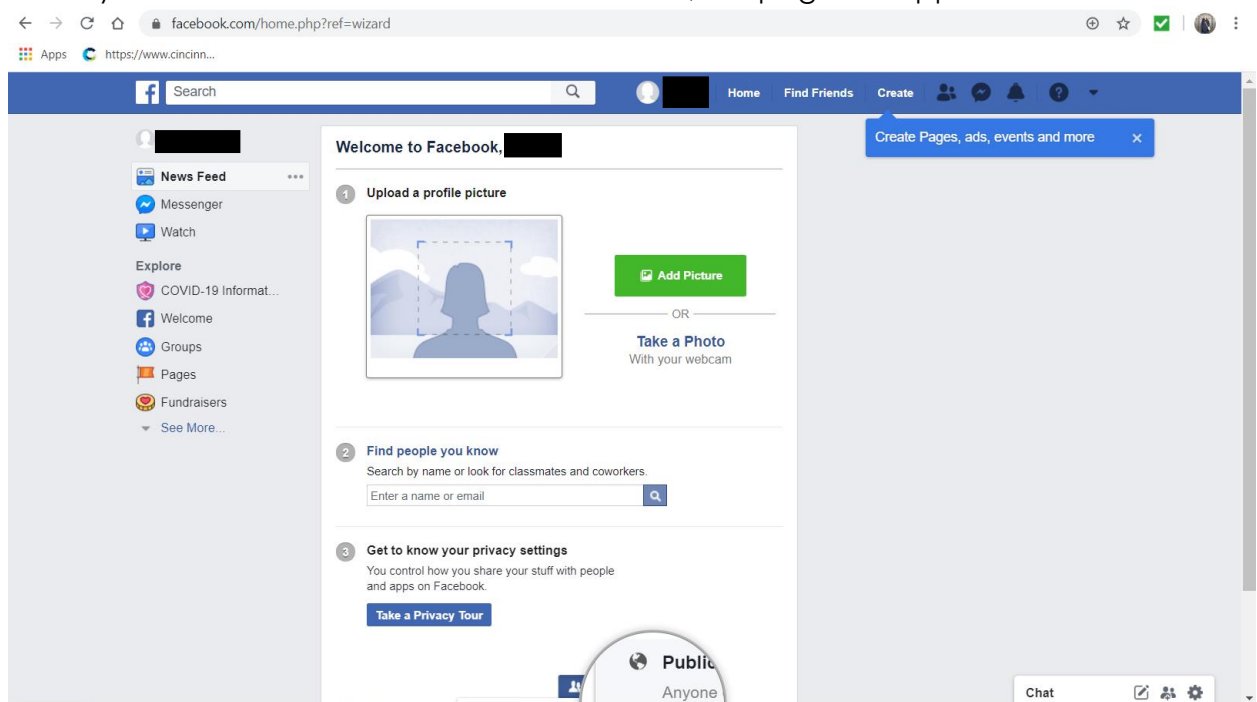 facebook.com/home.php?ref=wizard
Apps
https://www.cincinn...
f
Search
Home
Find Friends
Create
Create Pages, ads, events and more
News Feed
Messenger
Watch
Explore
COVID-19 Informat...
Welcome
Groups
Pages
Fundraisers
See More...
Welcome to Facebook,
1
Upload a profile picture
Add Picture
OR
Take a Photo
With your webcam
2
Find people you know
Search by name or look for classmates and coworkers.
Enter a name or email
3
Get to know your privacy settings
You control how you share your stuff with people
and apps on Facebook.
Take a Privacy Tour
Public
Anyone
Chat